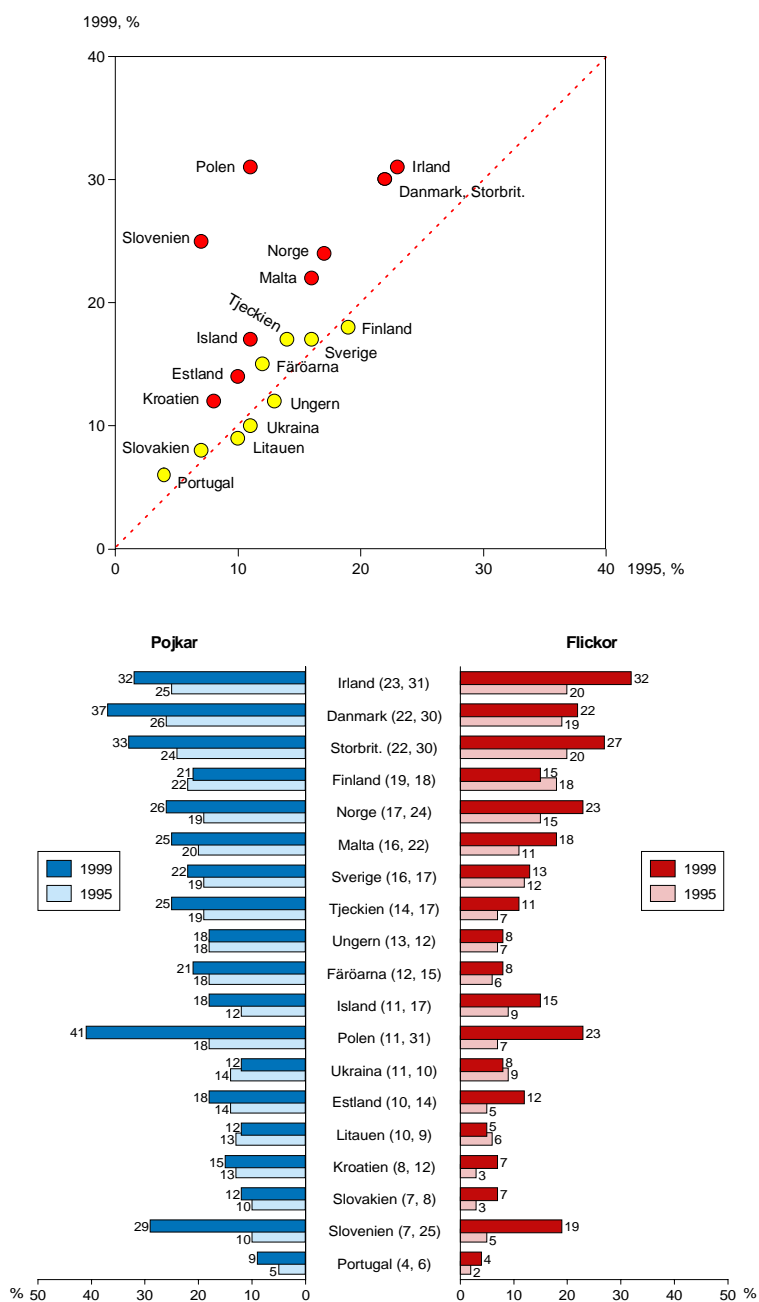 1999, %
40
Polen
Irland
30
Danmark, Storbrit.
Slovenien
Norge
Malta
20
Tjeckien
Finland
Island
Sverige
Färöarna
Estland
Kroatien
Ungern
10
Ukraina
Slovakien
Litauen
Portugal
0
0 10 20 30 40 1995, %
Pojkar Flickor
32 Irland (23, 31) 32
25 20
37 Danmark (22, 30) 22
26 19
33 Storbrit. (22, 30) 27
24 20
21 Finland (19, 18) 15
22 18
26 Norge (17, 24) 23
19 15
25 Malta (16, 22) 18
20 11
1999 22 Sverige (16, 17) 13 1999
1995 19 12 1995
25 Tjeckien (14, 17) 11
19 7
18 Ungern (13, 12) 8
18 7
21 Färöarna (12, 15) 8
18 6
18 Island (11, 17) 15
12 9
41 Polen (11, 31) 23
18 7
12 Ukraina (11, 10) 8
14 9
18 Estland (10, 14) 12
14 5
12 Litauen (10, 9) 5
13 6
15 Kroatien (8, 12) 7
13 3
12 Slovakien (7, 8) 7
10 3
29 Slovenien (7, 25) 19
10 5
9 Portugal (4, 6) 4
5 2
% 50 40 30 20 10 0 0 10 20 30 40 50 %